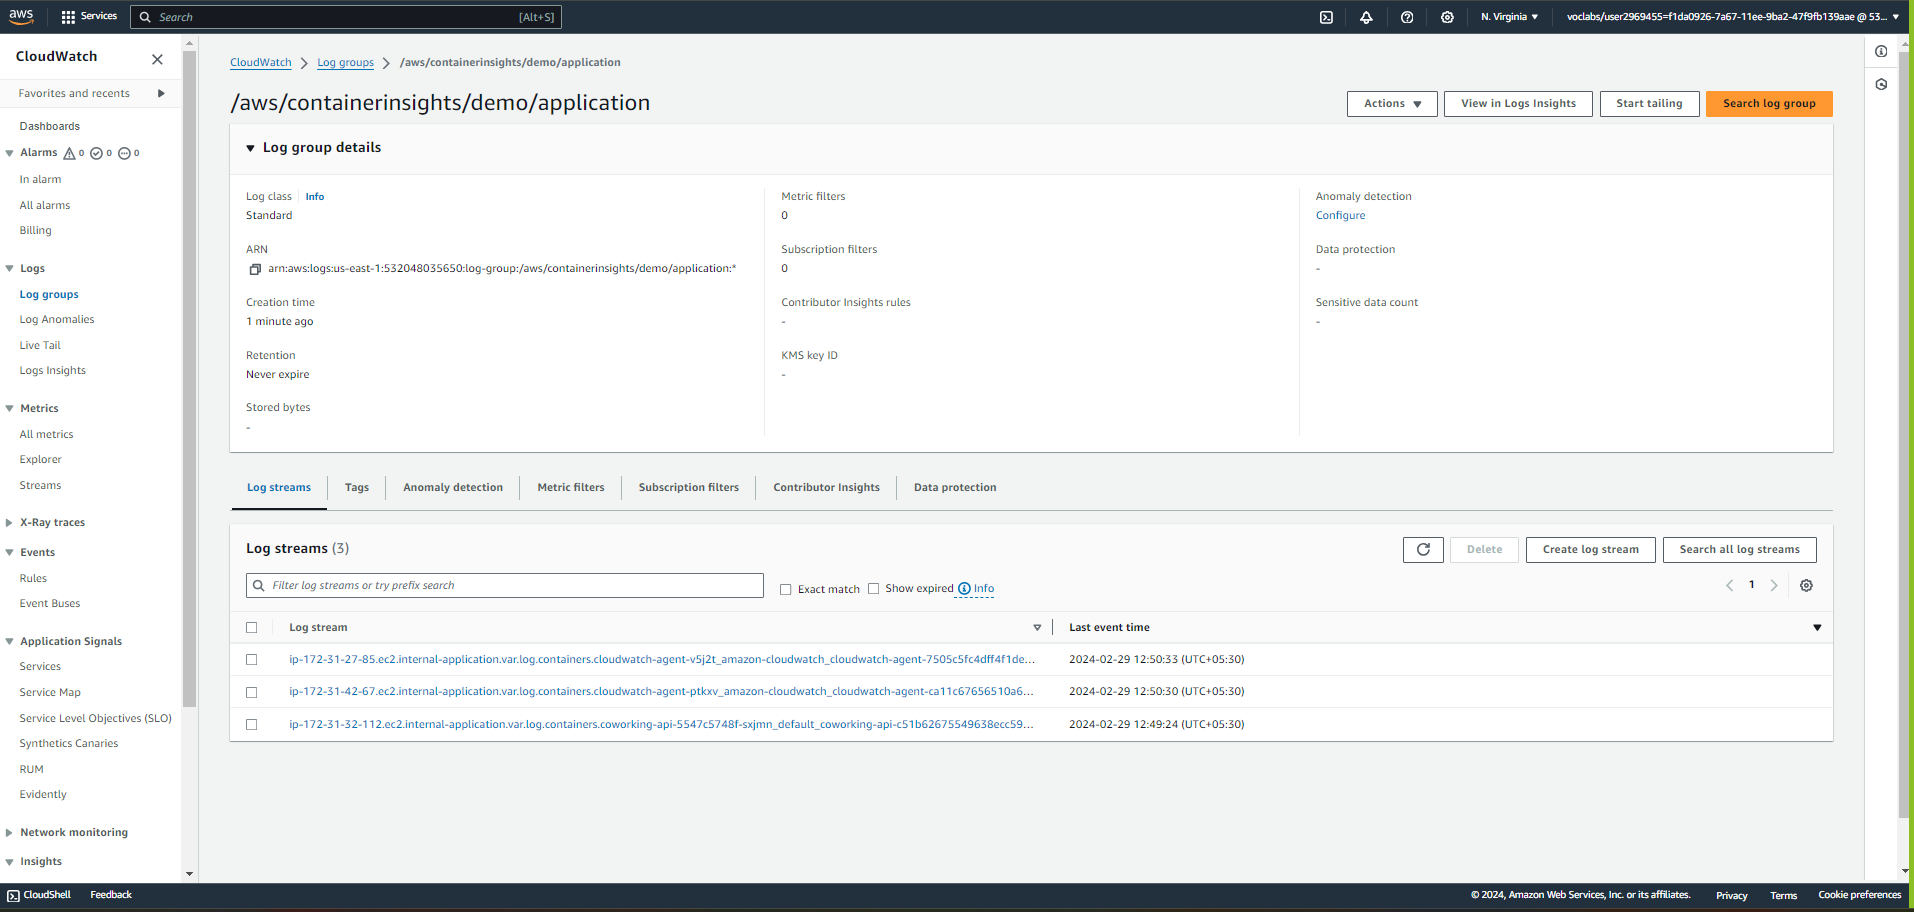 aws Services Search [Alt+S] N. Virginia ▼ voclabs/user2969455=f1da0926-7a67-11ee-9ba2-47f9fb139aae @ 53... ▼
CloudWatch
Favorites and recents
Dashboards
Alarms 0 0 0
In alarm
All alarms
Billing
Logs
Log groups
Log Anomalies
Live Tail
Logs Insights
Metrics
All metrics
Explorer
Streams
X-Ray traces
Events
Rules
Event Buses
Application Signals
Services
Service Map
Service Level Objectives (SLO)
Synthetics Canaries
RUM
Evidently
Network monitoring
Insights
CloudWatch > Log groups > /aws/containerinsights/demo/application
/aws/containerinsights/demo/application
Actions ▼ View in Logs Insights Start tailing Search log group
Log group details
Log class Info
Standard
ARN
arn:aws:logs:us-east-1:532048035650:log-group:/aws/containerinsights/demo/application:*
Creation time
1 minute ago
Retention
Never expire
Stored bytes
-
Metric filters
0
Subscription filters
0
Contributor Insights rules
-
KMS key ID
-
Anomaly detection
Configure
Data protection
-
Sensitive data count
-
Log streams Tags Anomaly detection Metric filters Subscription filters Contributor Insights Data protection
Log streams (3)
Delete Create log stream Search all log streams
Filter log streams or try prefix search Exact match Show expired Info 1
Log stream Last event time
ip-172-31-27-85.ec2.internal-application.var.log.containers.cloudwatch-agent-v5j2t_amazon-cloudwatch_cloudwatch-agent-7505c5fc4dff4f1de... 2024-02-29 12:50:33 (UTC+05:30)
ip-172-31-42-67.ec2.internal-application.var.log.containers.cloudwatch-agent-ptkxv_amazon-cloudwatch_cloudwatch-agent-ca11c67656510a6... 2024-02-29 12:50:30 (UTC+05:30)
ip-172-31-32-112.ec2.internal-application.var.log.containers.coworking-api-5547c5748f-sxjmn_default_coworking-api-c51b62675549638ecc59... 2024-02-29 12:49:24 (UTC+05:30)
CloudShell Feedback © 2024, Amazon Web Services, Inc. or its affiliates. Privacy Terms Cookie preferences